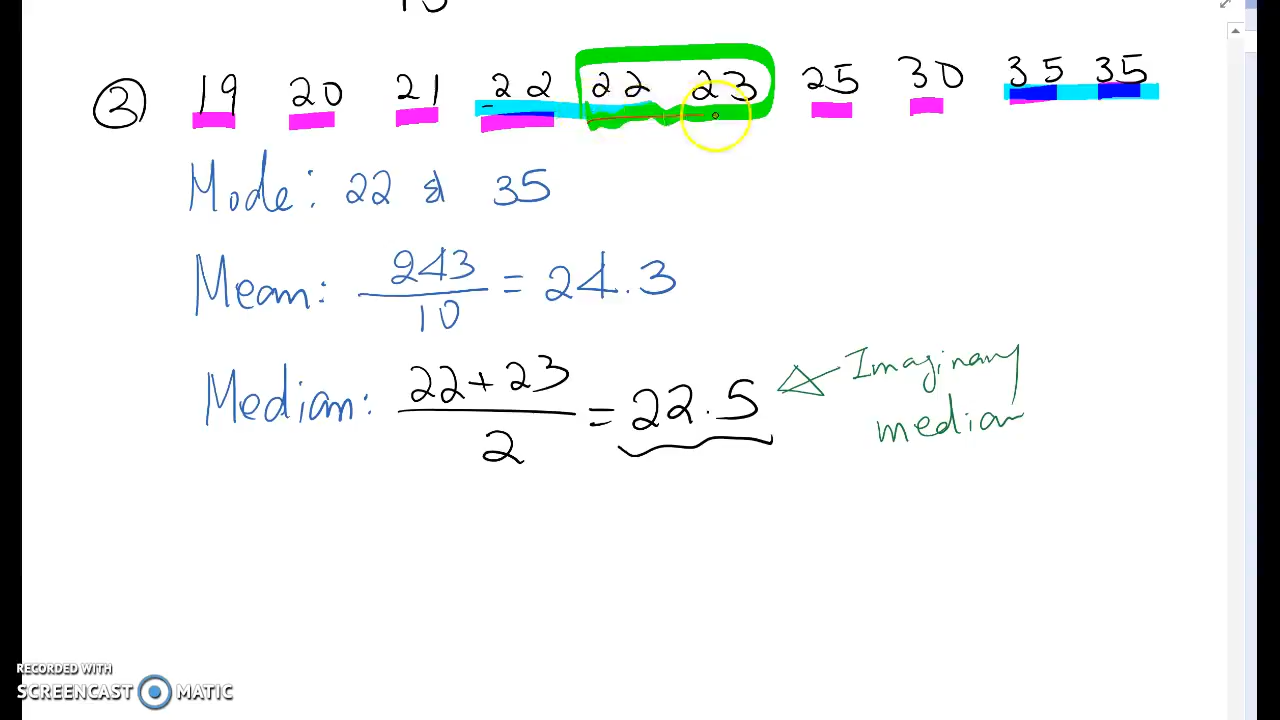 ② 19 20 21 22 22 23 25 30 35 35
Mode: 22 & 35
Mean: 243/10 = 24.3
Median: 22+23/2 = 22.5
Imaginary
median
RECORDED WITH
SCREENCAST MATIC